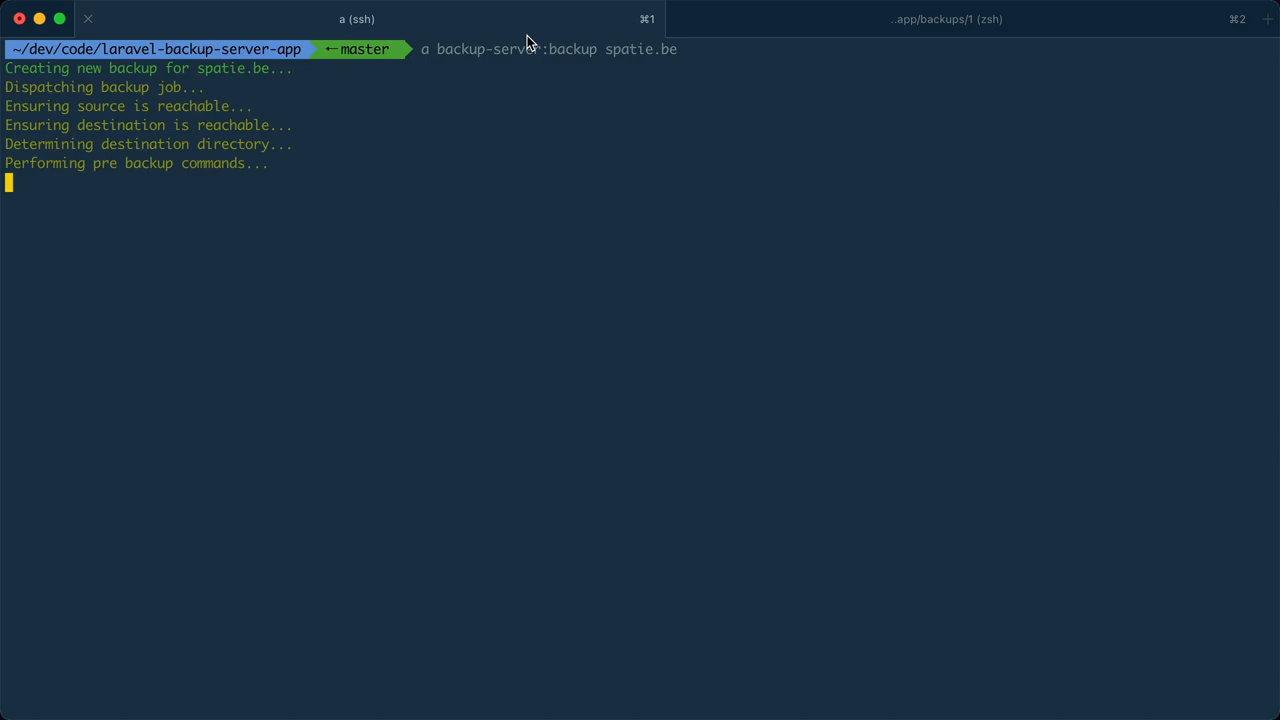 a (ssh) ⌘1 ..app/backups/1 (zsh) ⌘2
~/dev/code/laravel-backup-server-app ←master a backup-server:backup spatie.be
Creating new backup for spatie.be...
Dispatching backup job...
Ensuring source is reachable...
Ensuring destination is reachable...
Determining destination directory...
Performing pre backup commands...